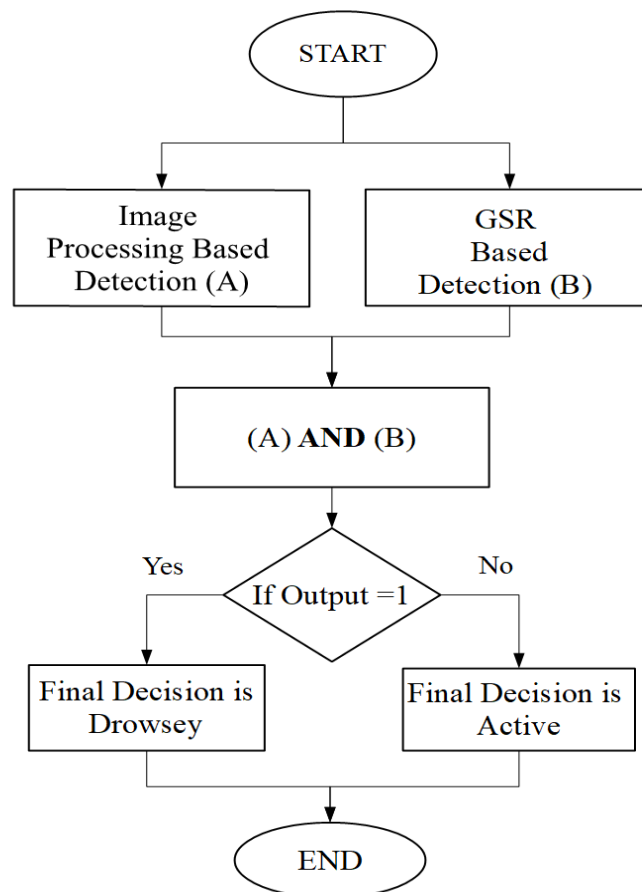 START
Image
Processing Based
Detection (A)
GSR
Based
Detection (B)
(A) AND (B)
If Output =1
Yes
No
Final Decision is
Drowsey
Final Decision is
Active
END